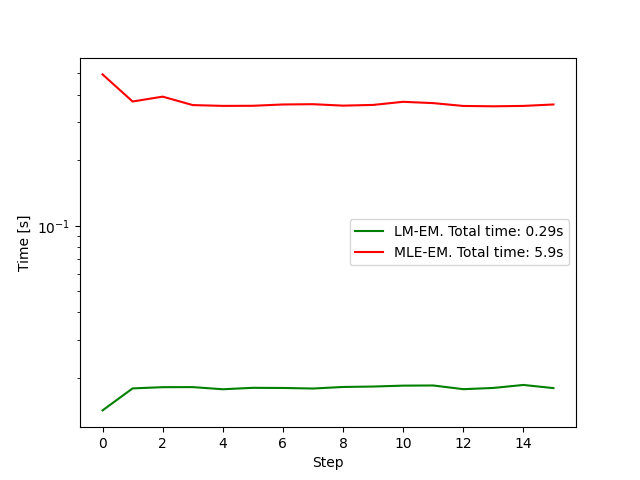 Time [s]
10⁻¹
LM-EM. Total time: 0.29s
MLE-EM. Total time: 5.9s
0 2 4 6 8 10 12 14
Step